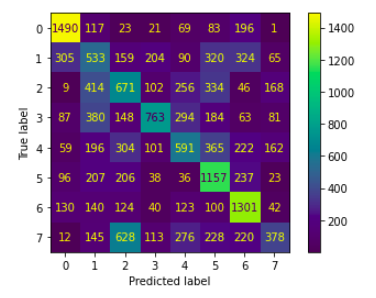 0 1490 117 23 21 69 83 196 1
1 305 533 159 204 90 320 324 65
2 9 414 671 102 256 334 46 168
3 87 380 148 763 294 184 63 81
4 59 196 304 101 591 365 222 162
5 96 207 206 38 36 1157 237 23
6 130 140 124 40 123 100 1301 42
7 12 145 628 113 276 228 220 378
0 1 2 3 4 5 6 7
Predicted label
True label
1400
1200
1000
800
600
400
200